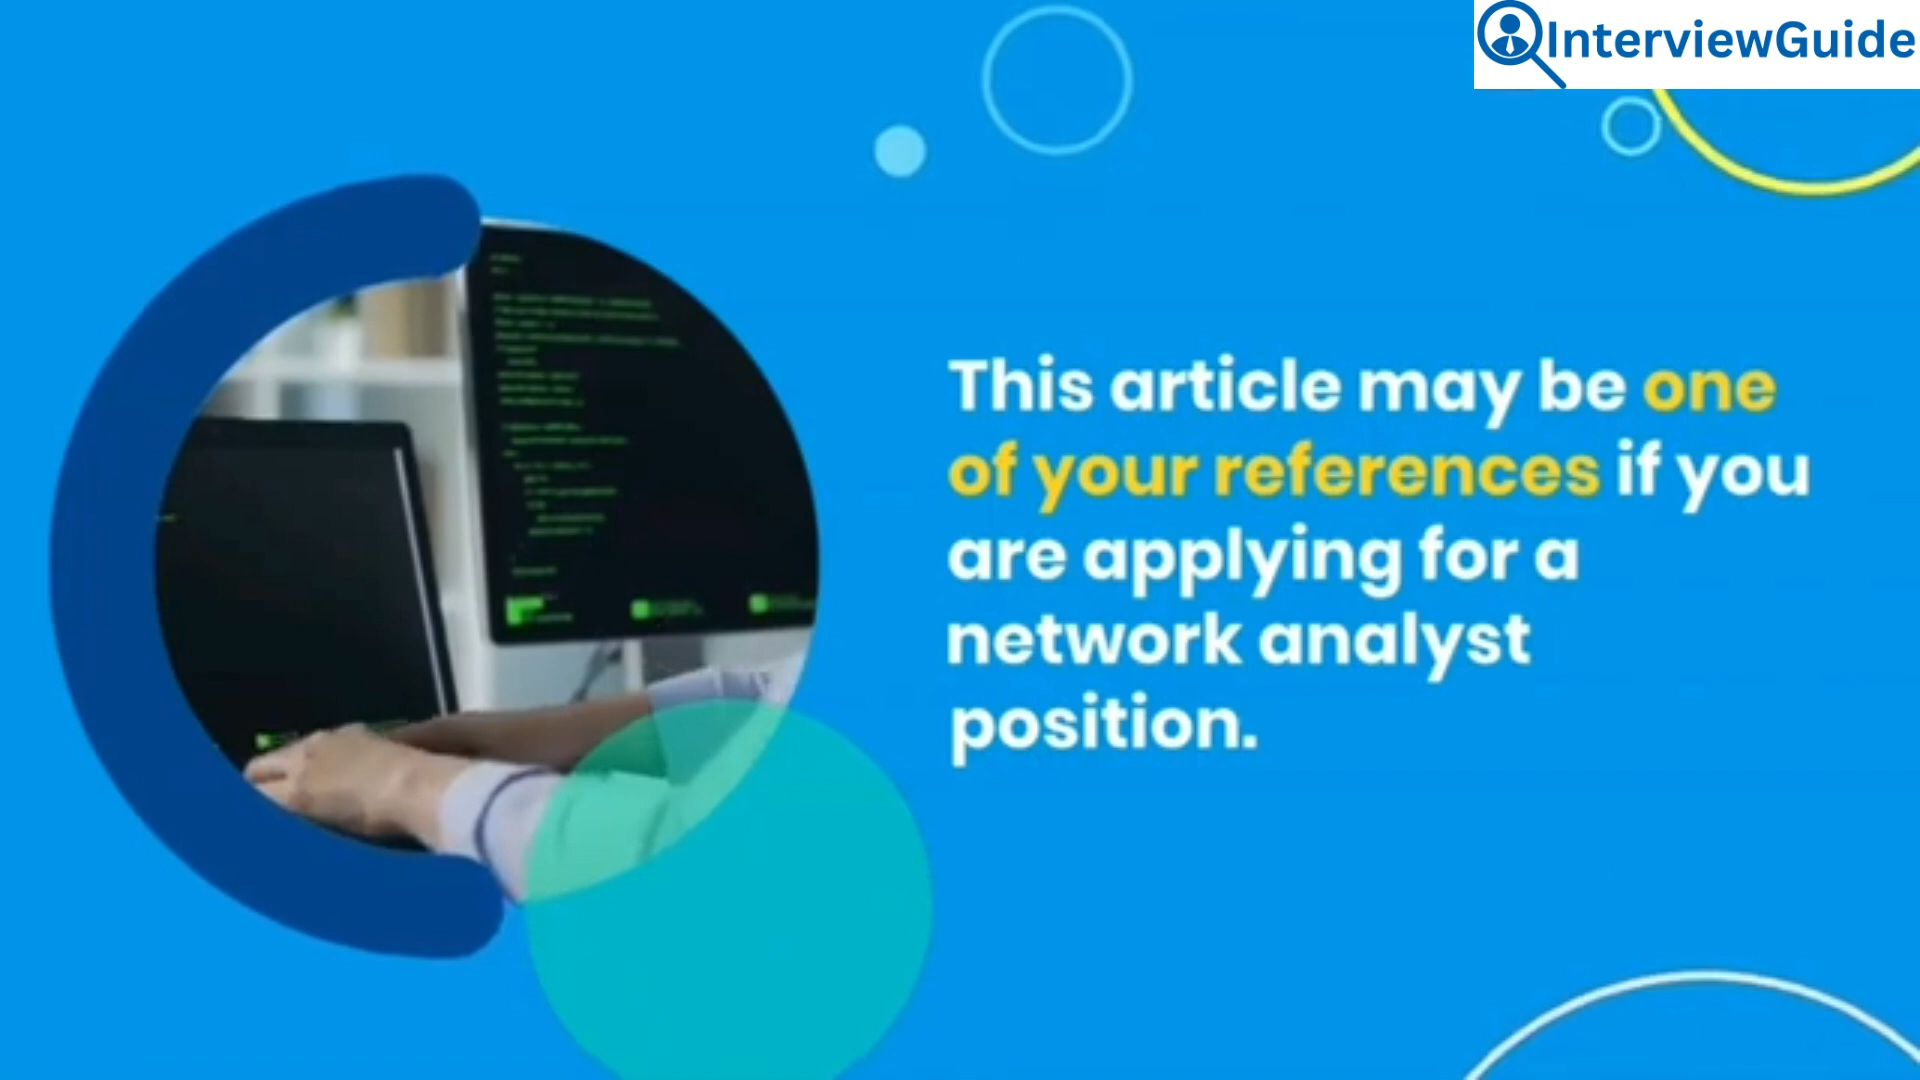 InterviewGuide
This article may be one
of your references if you
are applying for a
network analyst
position.